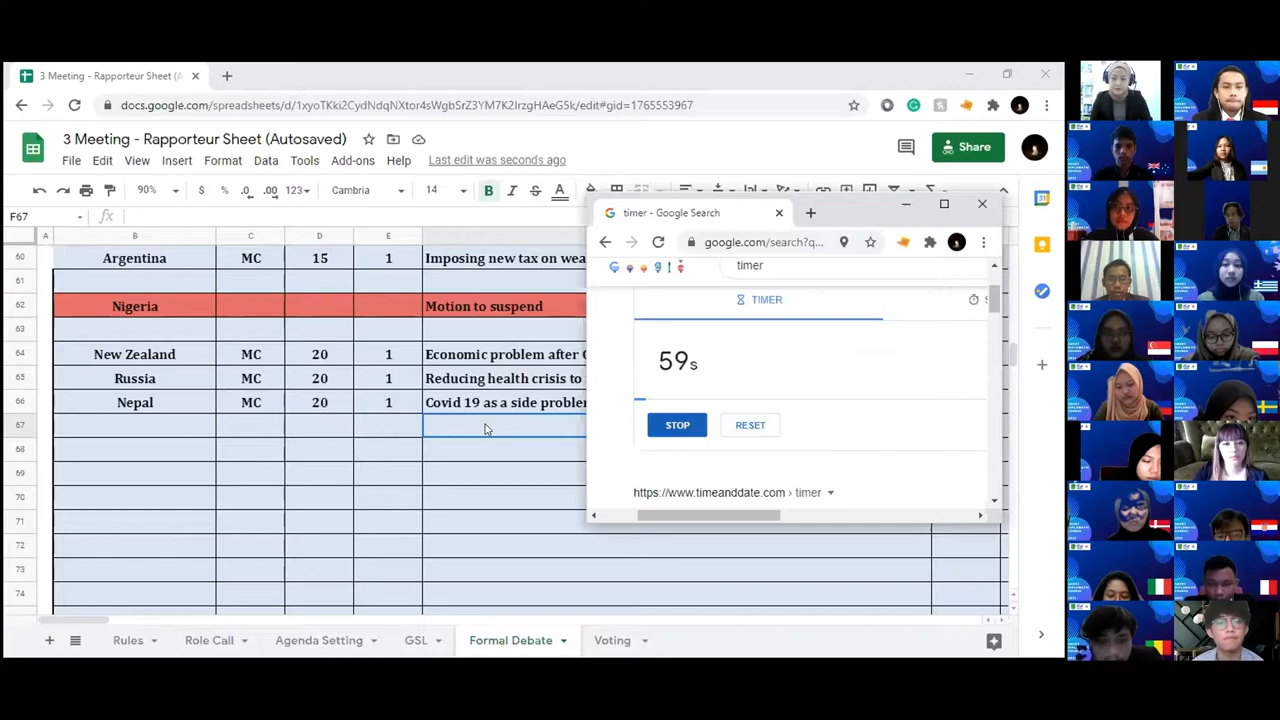 3 Meeting - Rapporteur Sheet (A
docs.google.com/spreadsheets/d/1xyoTKki2CydNdqNXtor4sWgbSrZ3YM7K2IrzgHAeG5k/edit#gid=1765553967
3 Meeting - Rapporteur Sheet (Autosaved)
File Edit View Insert Format Data Tools Add-ons Help Last edit was seconds ago
Share
90% $ % .0 .00 123 Cambria 14 B I S A
F67 fx
A B C D
60 Argentina MC 15 1 Imposing new tax on wea
61
62 Nigeria Motion to suspend
63
64 New Zealand MC 20 1 Economic problem after C
65 Russia MC 20 1 Reducing health crisis to
66 Nepal MC 20 1 Covid 19 as a side problem
67
68
69
70
71
72
73
74
Rules Role Call Agenda Setting GSL Formal Debate Voting
timer - Google Search
google.com/search?q...
timer
TIMER
59s
STOP RESET
https://www.timeanddate.com › timer
31